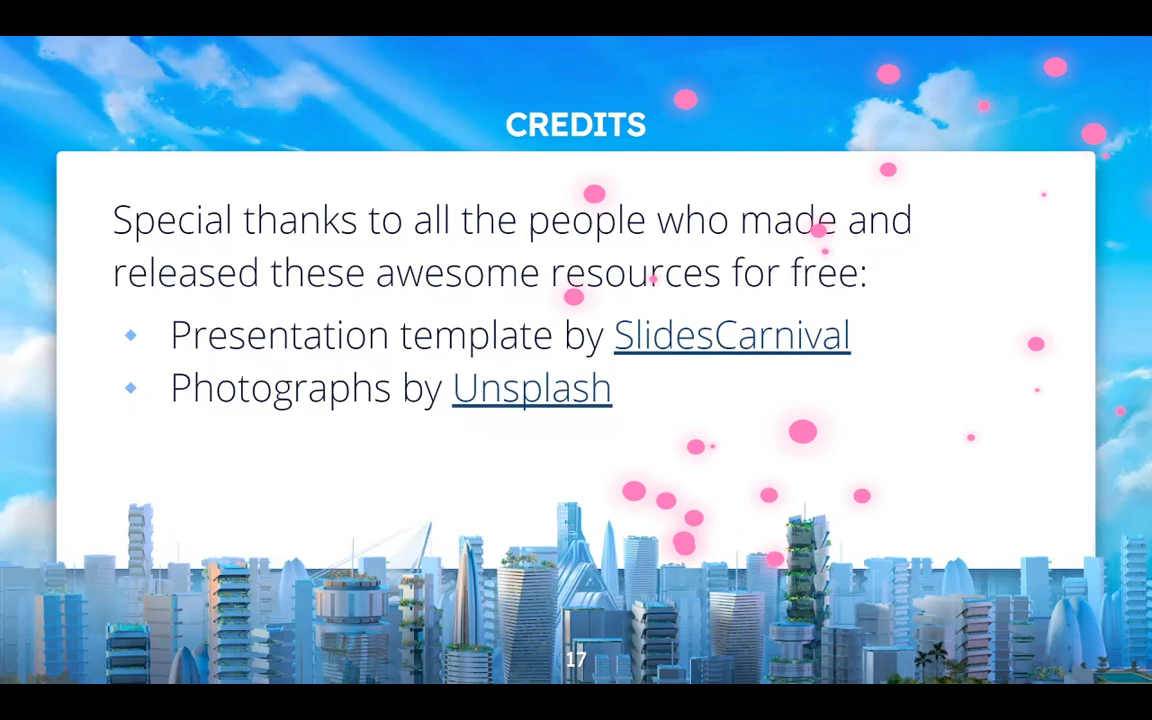 CREDITS
Special thanks to all the people who made and
released these awesome resources for free:
Presentation template by SlidesCarnival
Photographs by Unsplash
17